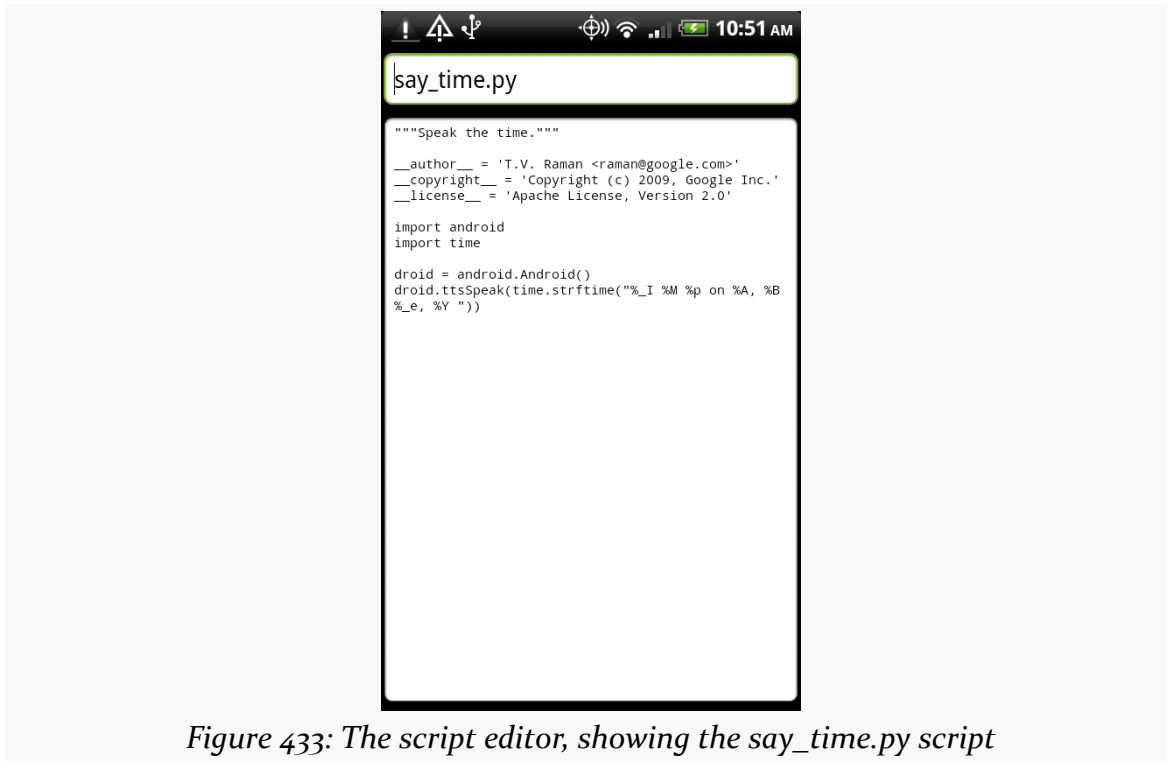 10:51 AM
say_time.py
"""Speak the time."""
__author__ = 'T.V. Raman <raman@google.com>'
__copyright__ = 'Copyright (c) 2009, Google Inc.'
__license__ = 'Apache License, Version 2.0'
import android
import time
droid = android.Android()
droid.ttsSpeak(time.strftime("%_I %M %p on %A, %B
%_e, %Y "))
Figure 433: The script editor, showing the say_time.py script